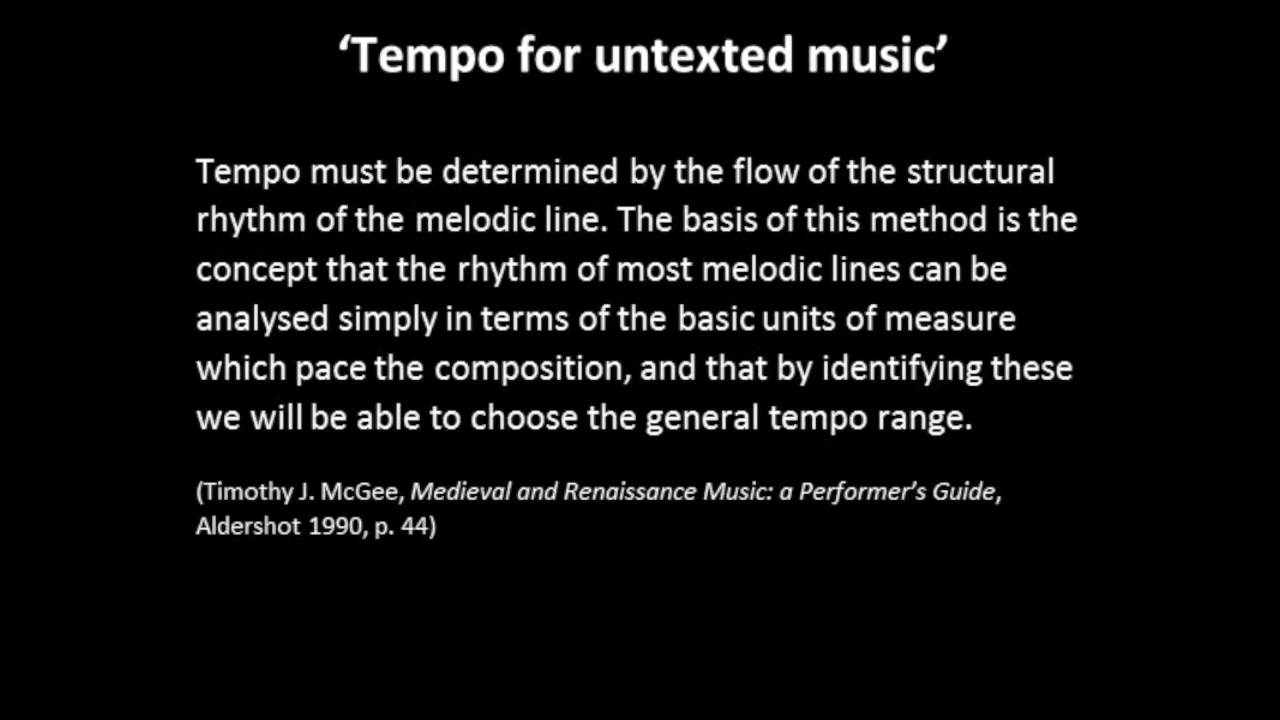 ‘Tempo for untexted music’
Tempo must be determined by the flow of the structural
rhythm of the melodic line. The basis of this method is the
concept that the rhythm of most melodic lines can be
analysed simply in terms of the basic units of measure
which pace the composition, and that by identifying these
we will be able to choose the general tempo range.
(Timothy J. McGee, Medieval and Renaissance Music: a Performer’s Guide,
Aldershot 1990, p. 44)